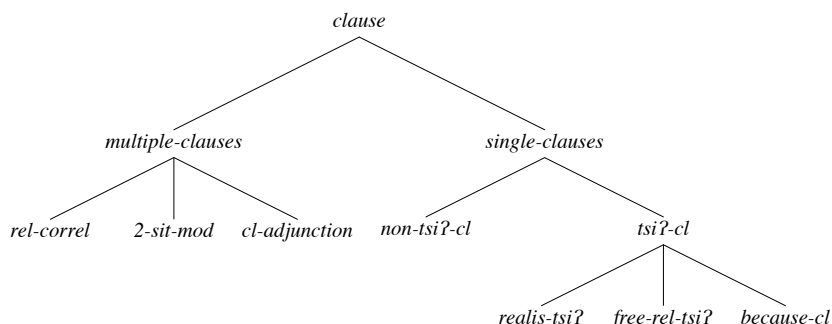 clause
multiple-clauses single-clauses
rel-correl 2-sit-mod cl-adjunction non-tsiʔ-cl tsiʔ-cl
realis-tsiʔ free-rel-tsiʔ because-cl